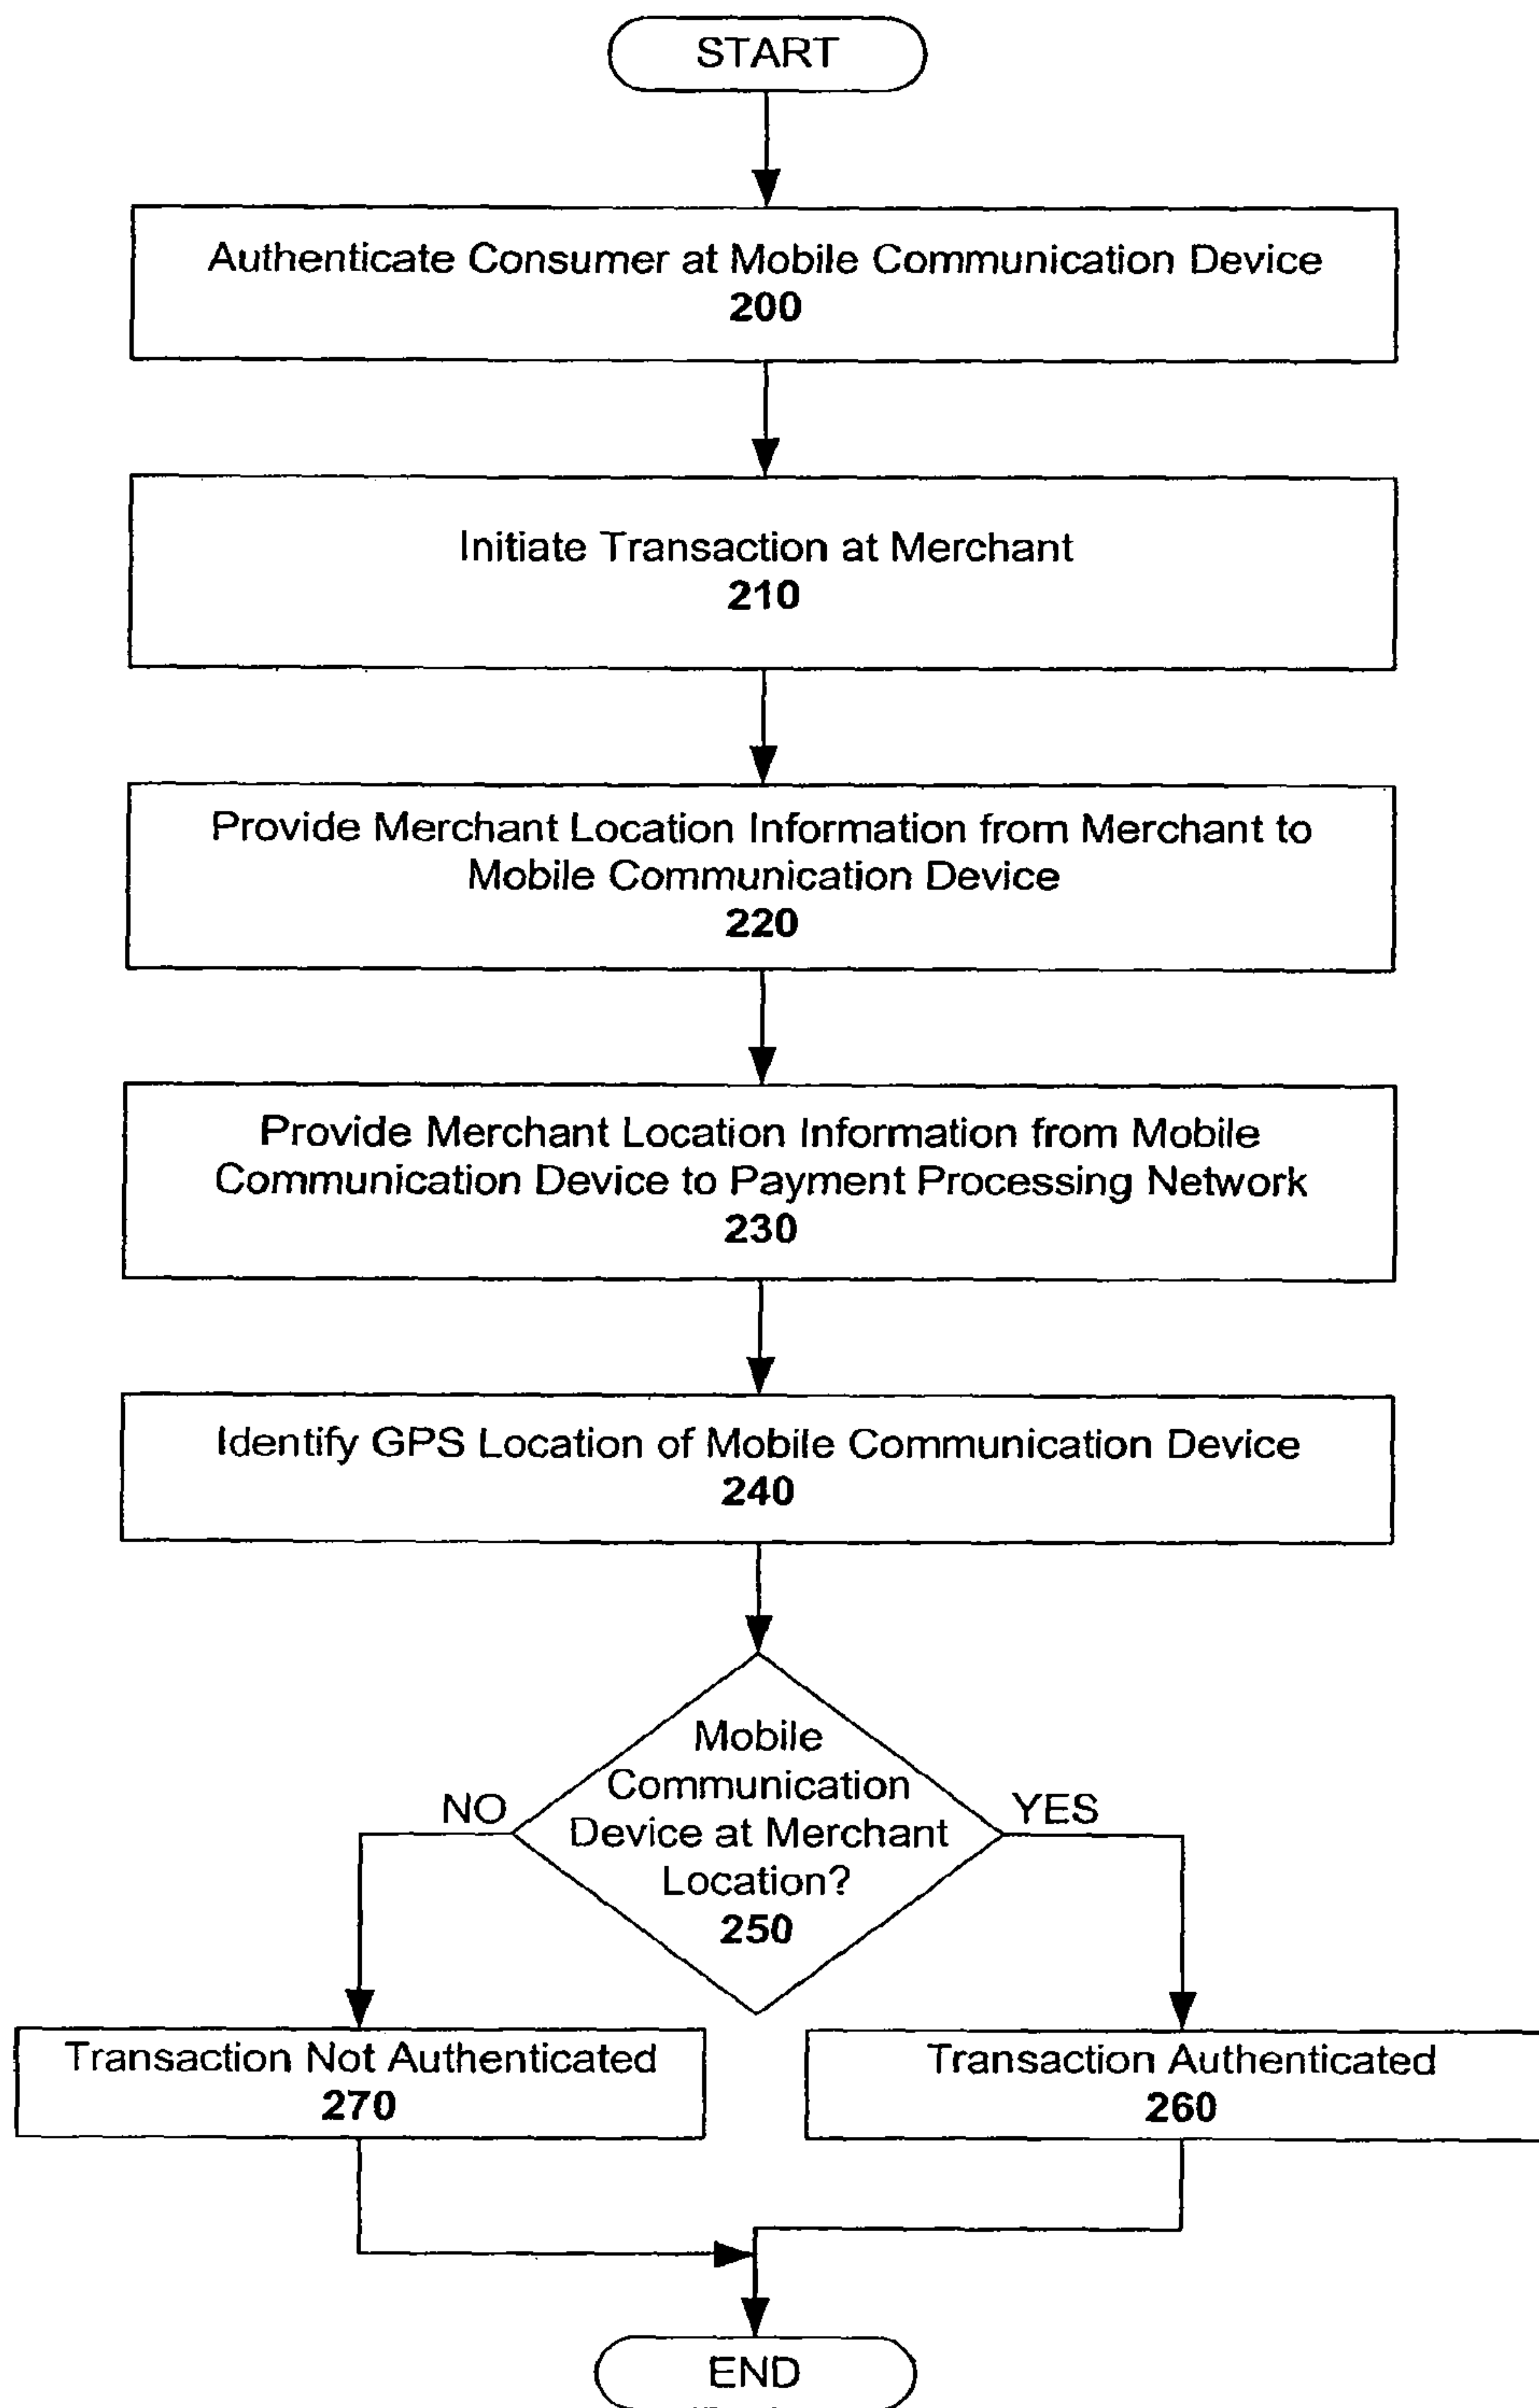 START
Authenticate Consumer at Mobile Communication Device
200
Initiate Transaction at Merchant
210
Provide Merchant Location Information from Merchant to
Mobile Communication Device
220
Provide Merchant Location Information from Mobile
Communication Device to Payment Processing Network
230
Identify GPS Location of Mobile Communication Device
240
Mobile
Communication
Device at Merchant
Location?
250
NO
YES
Transaction Not Authenticated
270
Transaction Authenticated
260
END